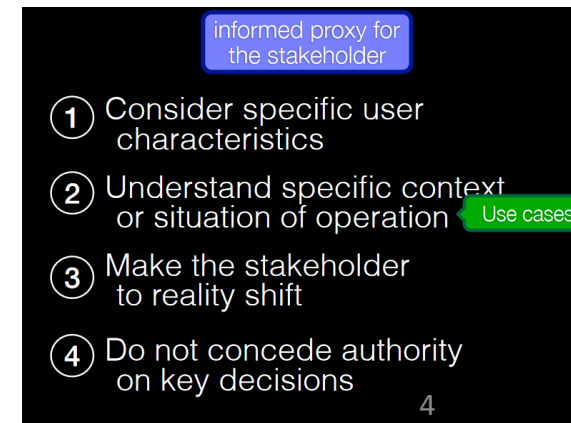 informed proxy for
the stakeholder
1 Consider specific user
characteristics
2 Understand specific context
or situation of operation
Use cases
3 Make the stakeholder
to reality shift
4 Do not concede authority
on key decisions
4